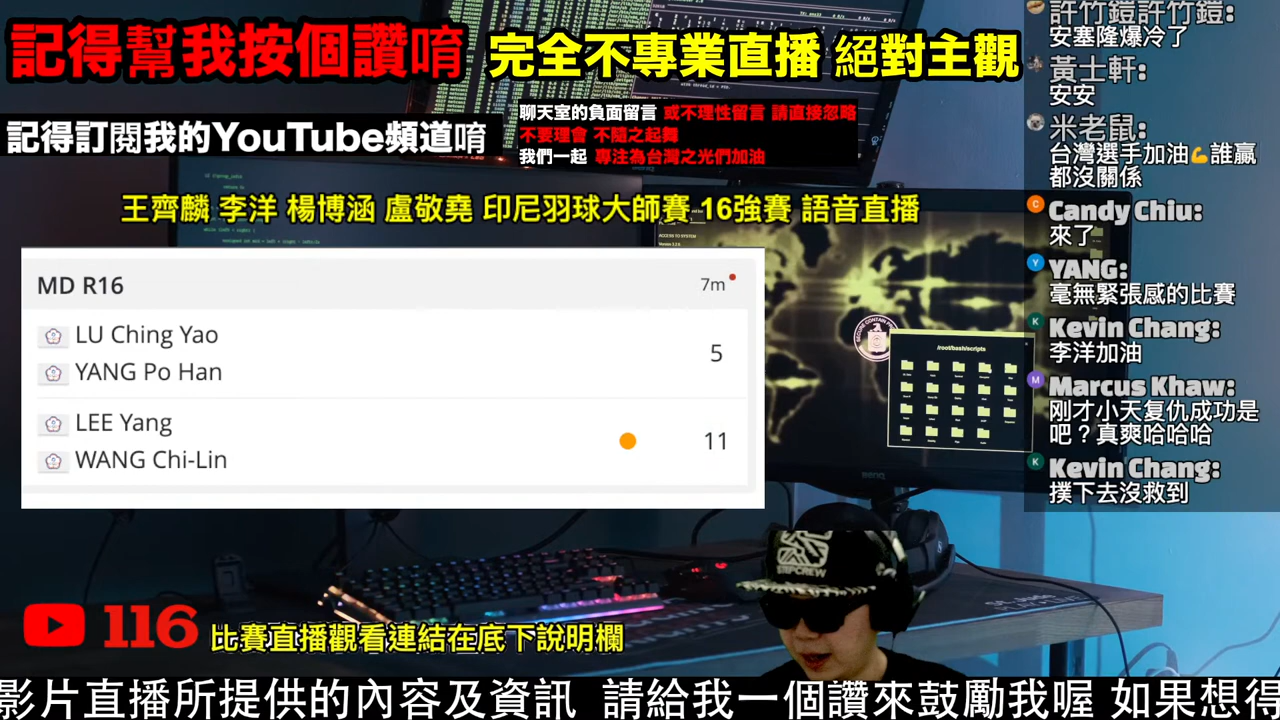 記得幫我按個讚唷
完全不專業直播 絕對主觀
聊天室的負面留言 或不理性留言 請直接忽略
不要理會 不隨之起舞
我們一起 專注為台灣之光們加油
記得訂閱我的YouTube頻道唷
王齊麟 李洋 楊博涵 盧敬堯 印尼羽球大師賽 16強賽 語音直播
MD R16
7m
LU Ching Yao
YANG Po Han
5
LEE Yang
WANG Chi-Lin
11
許竹鎧許竹鎧:
安塞隆爆冷了
黃士軒:
安安
米老鼠:
台灣選手加油💪誰贏
都沒關係
Candy Chiu:
來了
YANG:
毫無緊張感的比賽
Kevin Chang:
李洋加油
Marcus Khaw:
刚才小天复仇成功是
吧？真爽哈哈哈
Kevin Chang:
撲下去沒救到
/root/bash/scripts
BENQ
STEPCREW
116
比賽直播觀看連結在底下說明欄
影片直播所提供的內容及資訊 請給我一個讚來鼓勵我喔 如果想得